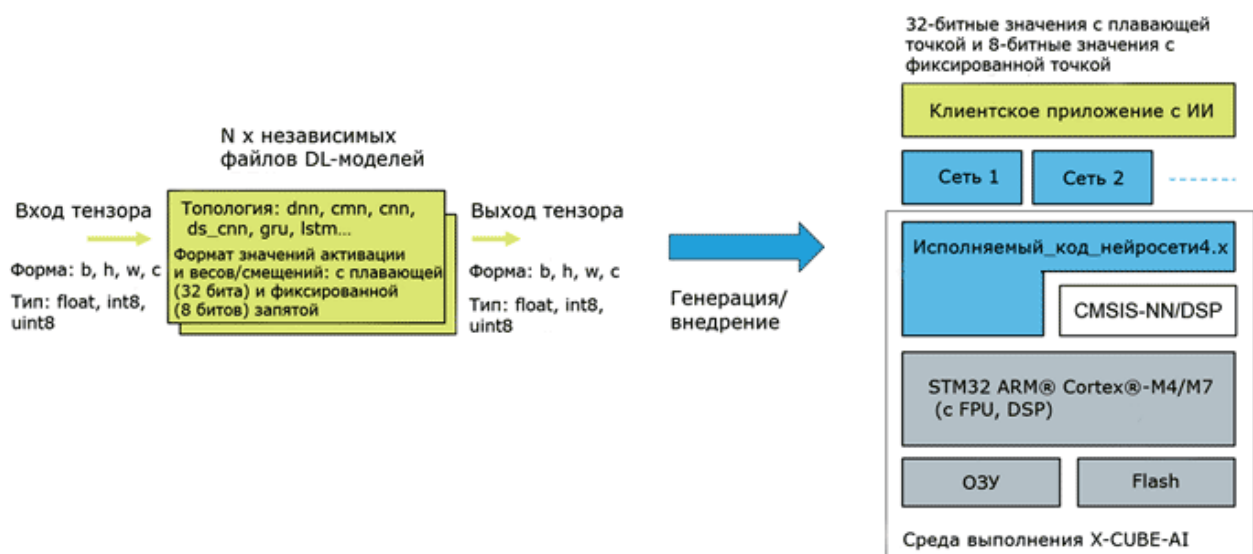 N x независимых
файлов DL-моделей
Вход тензора
Форма: b, h, w, c
Тип: float, int8,
uint8
Топология: dnn, cmn, cnn,
ds_cnn, gru, lstm...
Формат значений активации
и весов/смещений: с плавающей
(32 бита) и фиксированной
(8 битов) запятой
Выход тензора
Форма: b, h, w, c
Тип: float, int8,
uint8
Генерация/
внедрение
32-битные значения с плавающей
точкой и 8-битные значения с
фиксированной точкой
Клиентское приложение с ИИ
Сеть 1
Сеть 2
Исполняемый_код_нейросети4.x
CMSIS-NN/DSP
STM32 ARM® Cortex®-M4/M7
(с FPU, DSP)
ОЗУ
Flash
Среда выполнения X-CUBE-AI